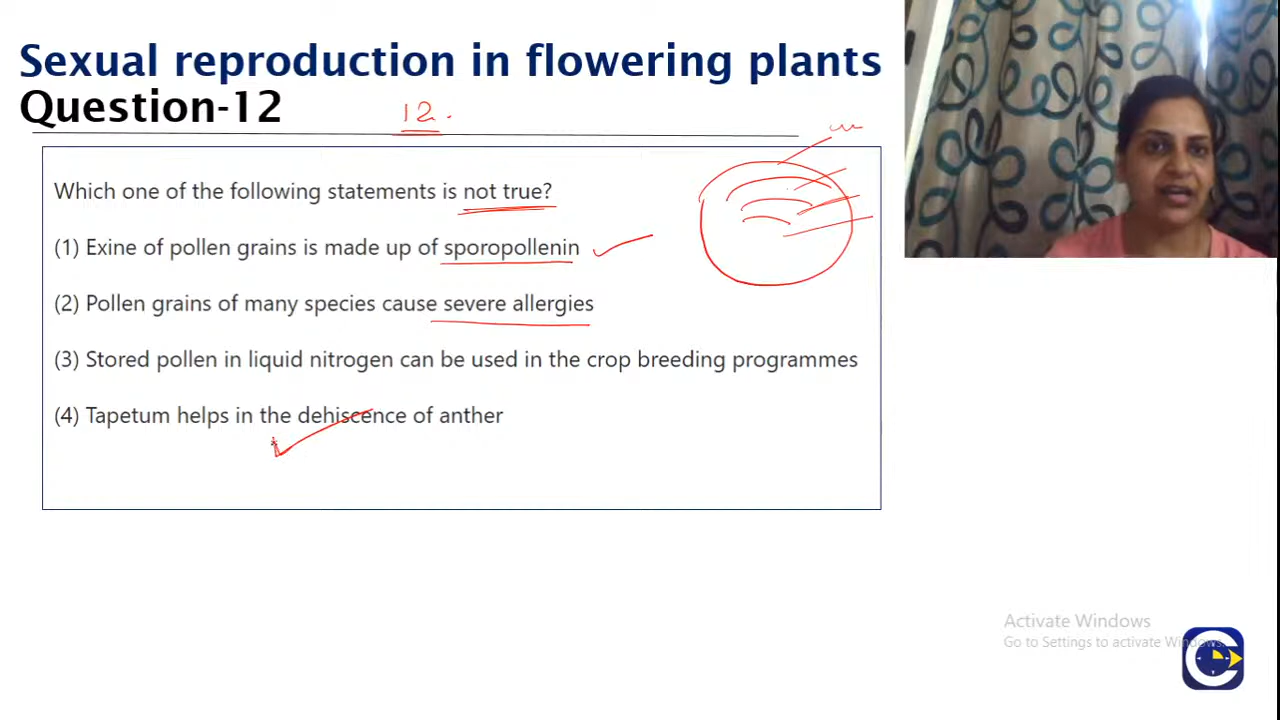 Sexual reproduction in flowering plants
Question-12
12.
Which one of the following statements is not true?
(1) Exine of pollen grains is made up of sporopollenin
(2) Pollen grains of many species cause severe allergies
(3) Stored pollen in liquid nitrogen can be used in the crop breeding programmes
(4) Tapetum helps in the dehiscence of anther
Activate Windows
Go to Settings to activate Windows.